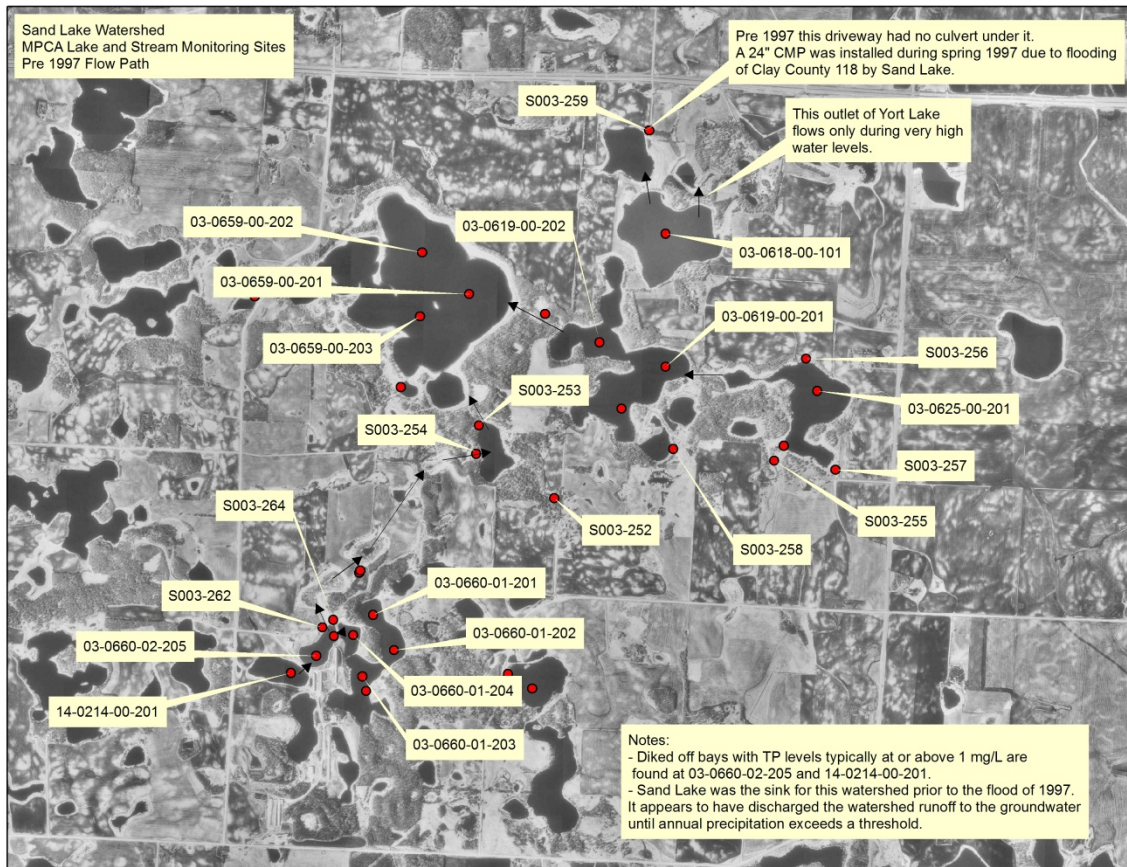 Sand Lake Watershed
MPCA Lake and Stream Monitoring Sites
Pre 1997 Flow Path
Pre 1997 this driveway had no culvert under it.
A 24" CMP was installed during spring 1997 due to flooding
of Clay County 118 by Sand Lake.
S003-259
This outlet of Yort Lake
flows only during very high
water levels.
03-0659-00-202
03-0619-00-202
03-0618-00-101
03-0659-00-201
03-0619-00-201
03-0659-00-203
S003-256
S003-253
03-0625-00-201
S003-254
S003-257
S003-264
S003-255
S003-252
S003-258
03-0660-01-201
S003-262
03-0660-01-202
03-0660-02-205
03-0660-01-204
14-0214-00-201
03-0660-01-203
Notes:
- Diked off bays with TP levels typically at or above 1 mg/L are
found at 03-0660-02-205 and 14-0214-00-201.
- Sand Lake was the sink for this watershed prior to the flood of 1997.
It appears to have discharged the watershed runoff to the groundwater
until annual precipitation exceeds a threshold.